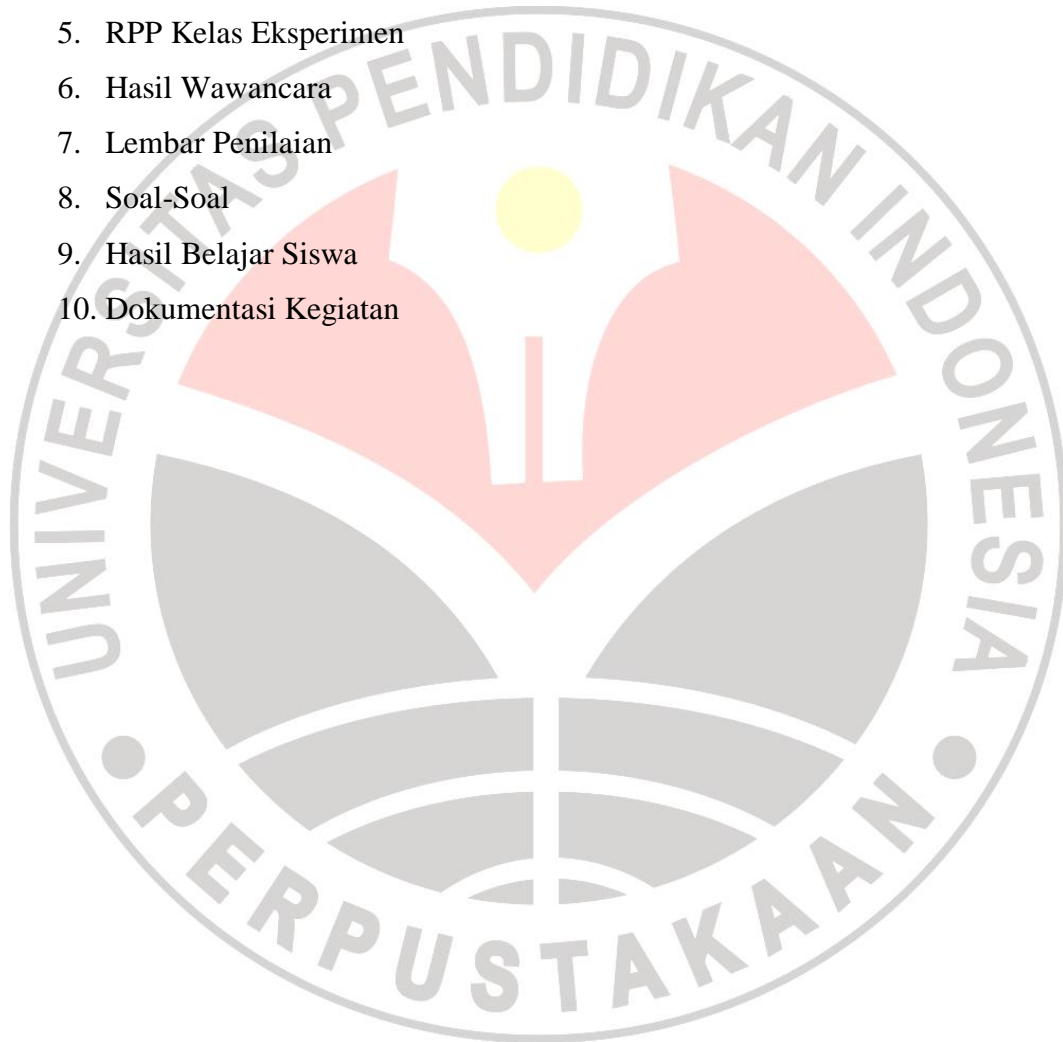 5. RPP Kelas Eksperimen
6. Hasil Wawancara
7. Lembar Penilaian
8. Soal-Soal
9. Hasil Belajar Siswa
10. Dokumentasi Kegiatan
UNIVERSITAS PENDIDIKAN INDONESIA
PERPUSTAKAAN